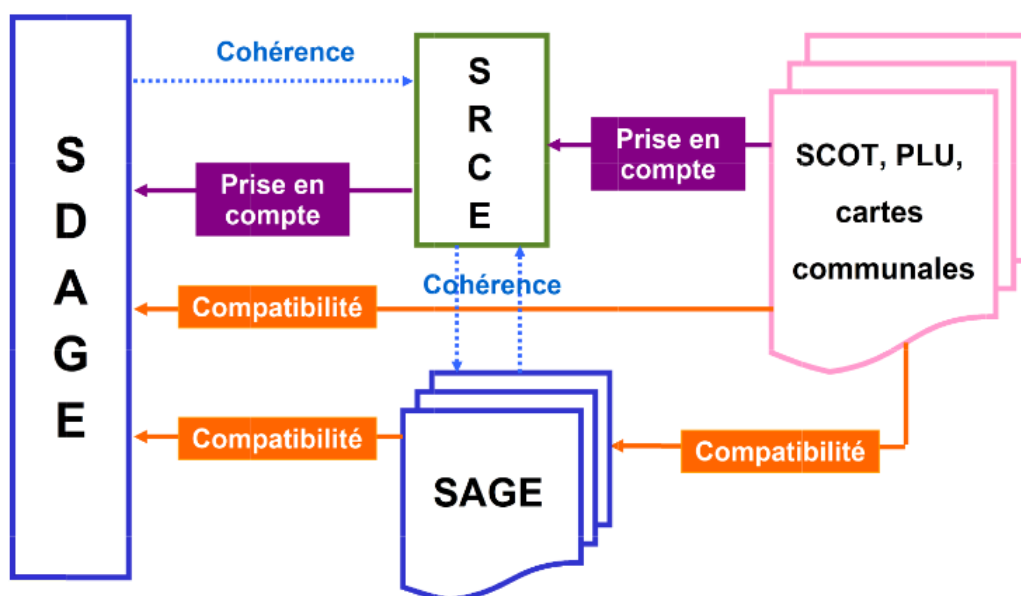 S
D
A
G
E
Cohérence
S
R
C
E
Prise en
compte
Prise en
compte
SCOT, PLU,
cartes
communales
Cohérence
Compatibilité
Compatibilité
SAGE
Compatibilité